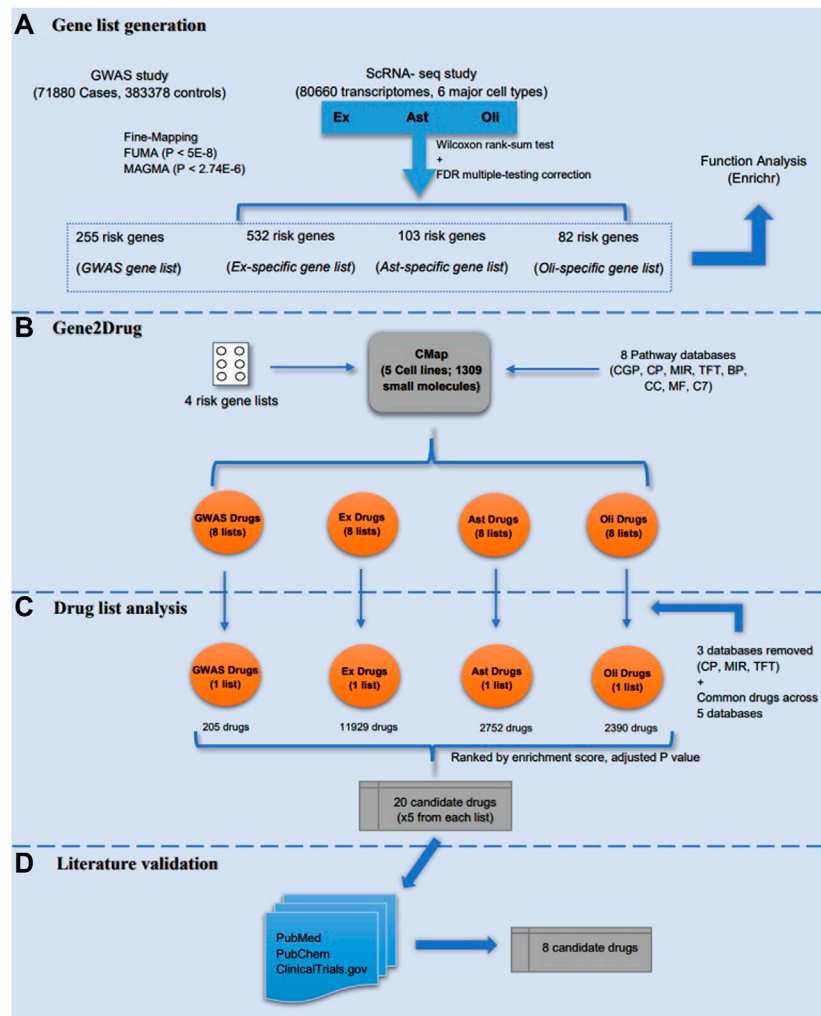 A Gene list generation
GWAS study
(71880 Cases, 383378 controls)
ScRNA- seq study
(80660 transcriptomes, 6 major cell types)
Ex Ast Oli
Fine-Mapping
FUMA (P < 5E-8)
MAGMA (P < 2.74E-6)
Wilcoxon rank-sum test
+
FDR multiple-testing correction
Function Analysis
(Enrichr)
255 risk genes
(GWAS gene list)
532 risk genes
(Ex-specific gene list)
103 risk genes
(Ast-specific gene list)
82 risk genes
(Oli-specific gene list)
B Gene2Drug
4 risk gene lists
CMap
(5 Cell lines; 1309
small molecules)
8 Pathway databases
(CGP, CP, MIR, TFT, BP,
CC, MF, C7)
GWAS Drugs
(8 lists)
Ex Drugs
(8 lists)
Ast Drugs
(8 lists)
Oli Drugs
(8 lists)
C Drug list analysis
GWAS Drugs
(1 list)
Ex Drugs
(1 list)
Ast Drugs
(1 list)
Oli Drugs
(1 list)
3 databases removed
(CP, MIR, TFT)
+
Common drugs across
5 databases
205 drugs
11929 drugs
2752 drugs
2390 drugs
Ranked by enrichment score, adjusted P value
20 candidate drugs
(x5 from each list)
D Literature validation
PubMed
PubChem
ClinicalTrials.gov
8 candidate drugs